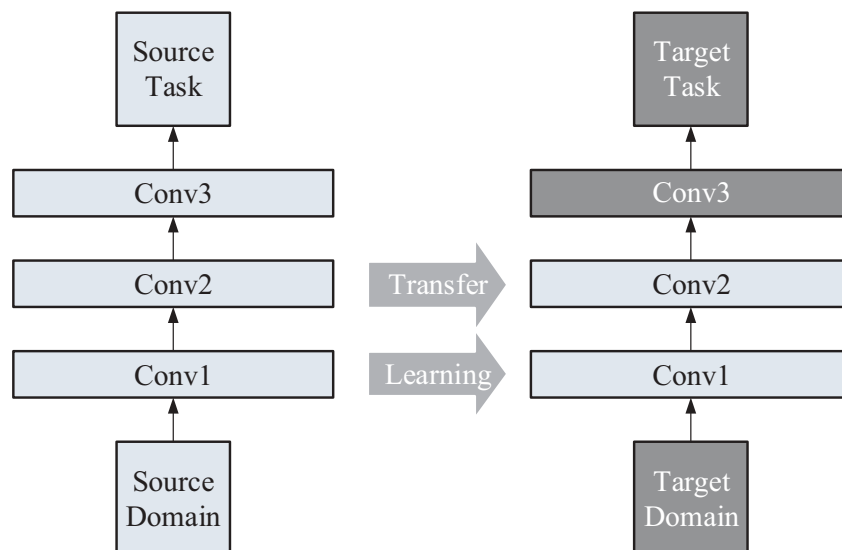 Source
Task
Conv3
Conv2
Conv1
Source
Domain
Transfer
Learning
Target
Task
Conv3
Conv2
Conv1
Target
Domain